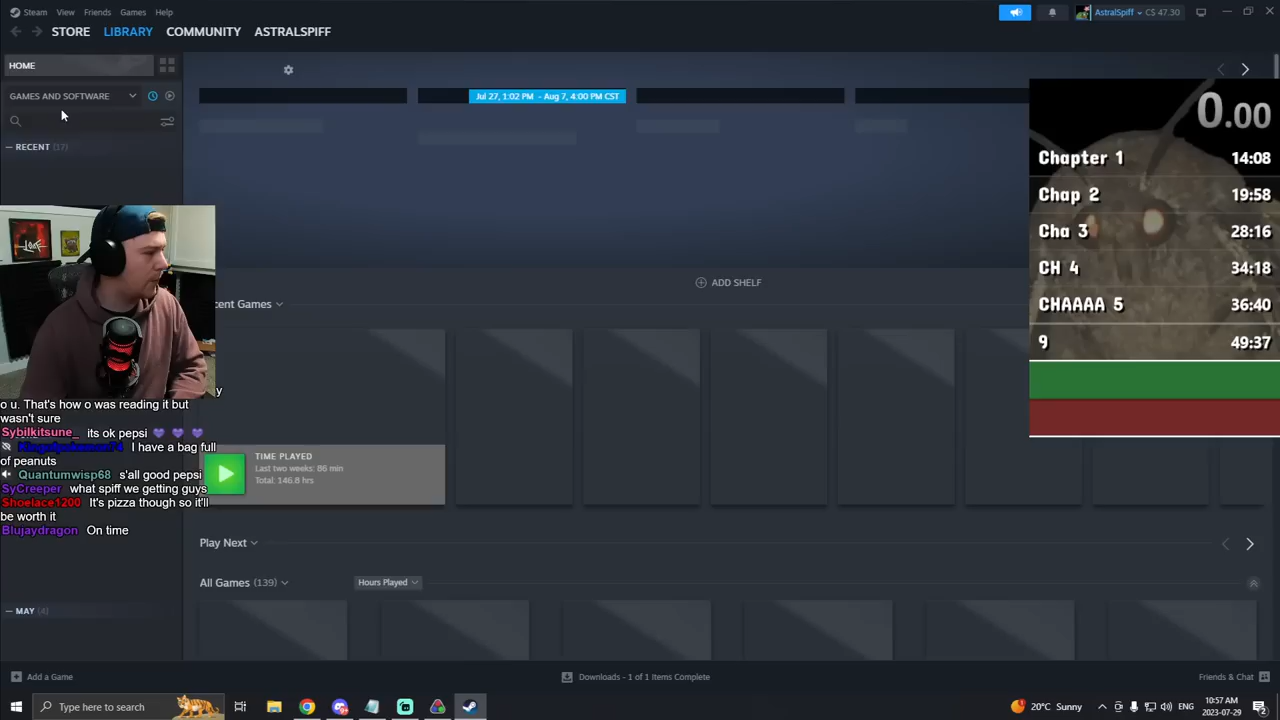 Steam View Friends Games Help
AstralSpiff C$ 47.30
STORE LIBRARY COMMUNITY ASTRALSPIFF
HOME
GAMES AND SOFTWARE
Jul 27, 1:02 PM - Aug 7, 4:00 PM CST
RECENT (17)
ADD SHELF
cent Games
TIME PLAYED
Last two weeks: 86 min
Total: 146.8 hrs
Play Next
All Games (139) Hours Played
MAY (4)
Add a Game
Downloads - 1 of 1 Items Complete
Friends & Chat
0.00
Chapter 1 14:08
Chap 2 19:58
Cha 3 28:16
CH 4 34:18
CHAAAA 5 36:40
9 49:37
y
o u. That's how o was reading it but
wasn't sure
Sybilkitsune_ its ok pepsi
I have a bag full
of peanuts
Quantumwisp68 s'all good pepsi
SyCreeper what spiff we getting guys
Shoelace1200 It's pizza though so it'll
be worth it
Blujaydragon On time
Type here to search
20°C Sunny
ENG
10:57 AM
2023-07-29
2